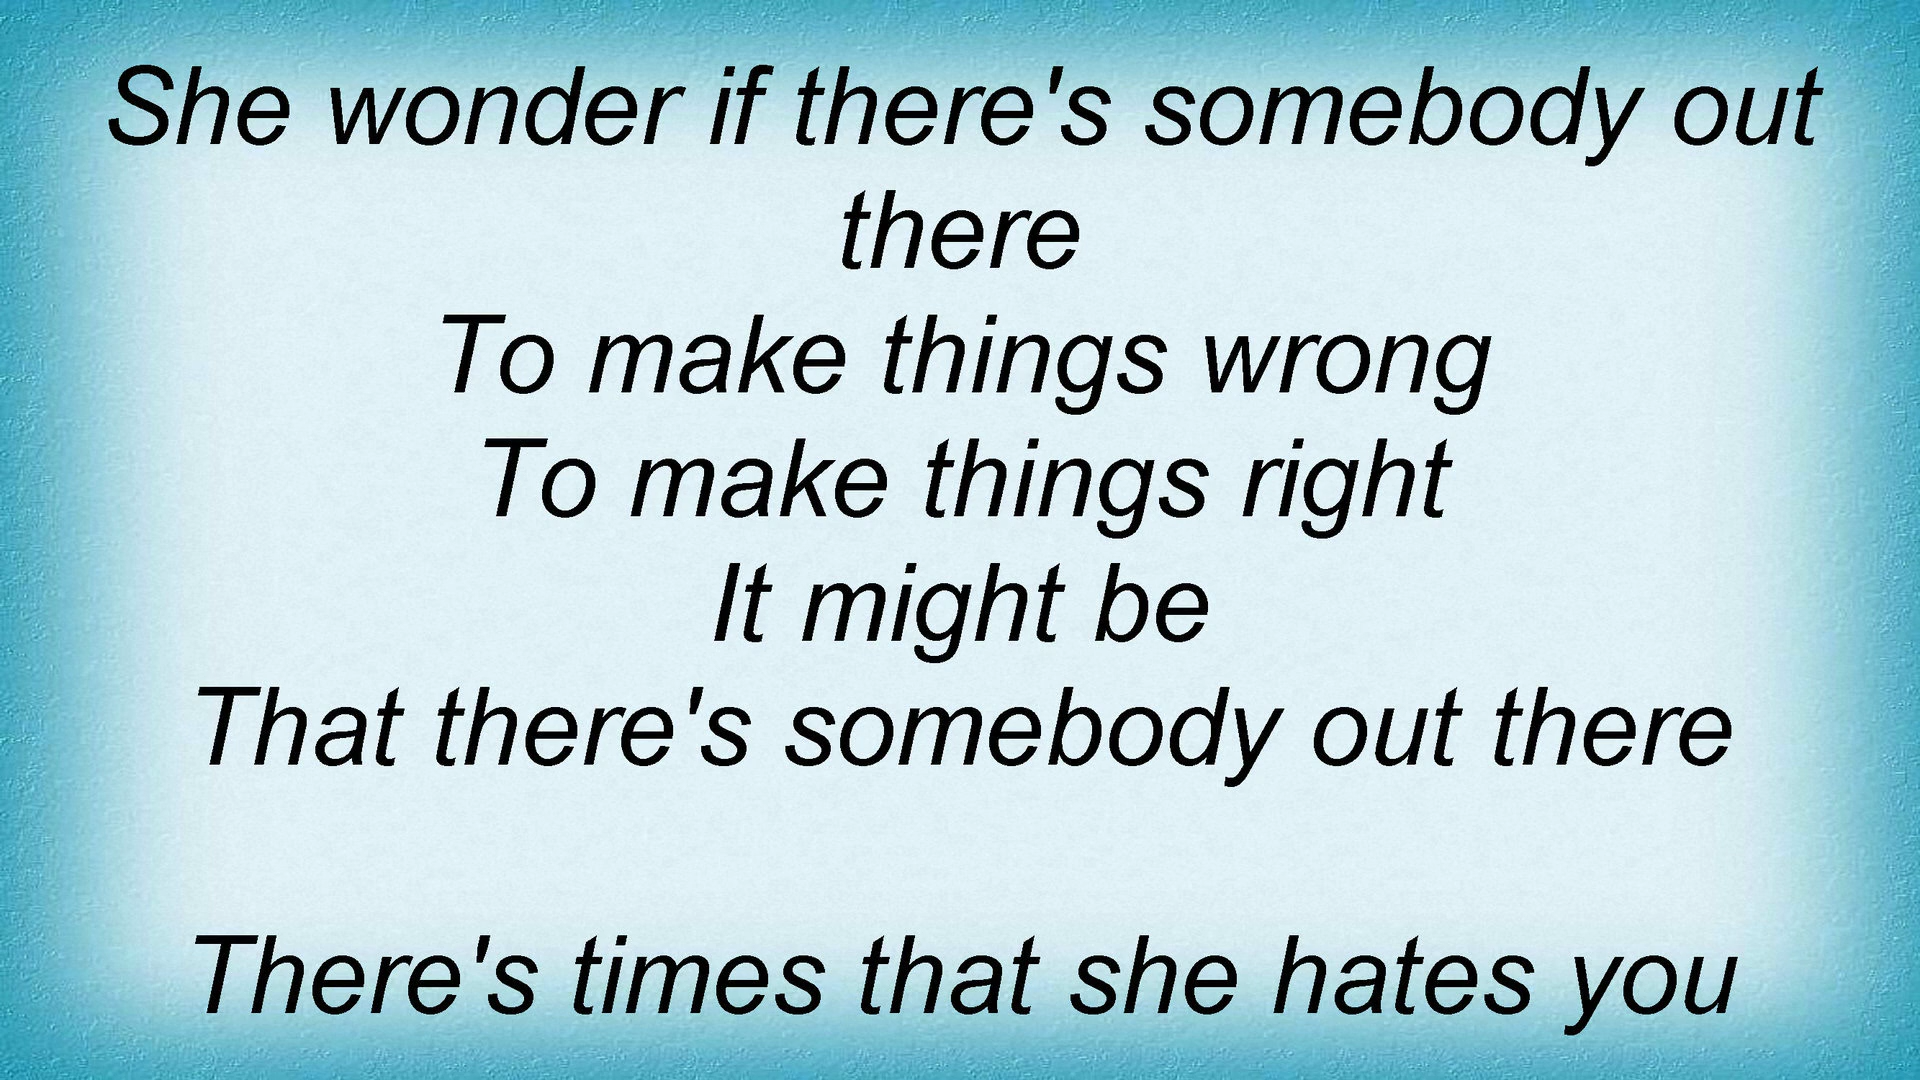 She wonder if there's somebody out
there
To make things wrong
To make things right
It might be
That there's somebody out there
There's times that she hates you